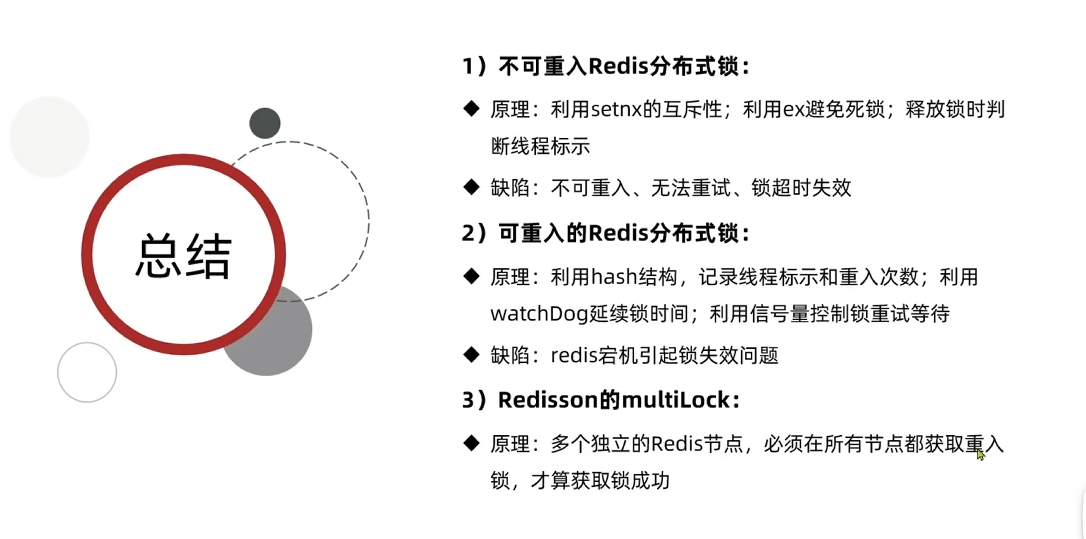 总结
1）不可重入Redis分布式锁：
◆ 原理：利用setnx的互斥性；利用ex避免死锁；释放锁时判
断线程标示
◆ 缺陷：不可重入、无法重试、锁超时失效
2）可重入的Redis分布式锁：
◆ 原理：利用hash结构，记录线程标示和重入次数；利用
watchDog延续锁时间；利用信号量控制锁重试等待
◆ 缺陷：redis宕机引起锁失效问题
3）Redisson的multiLock：
◆ 原理：多个独立的Redis节点，必须在所有节点都获取重入
锁，才算获取锁成功